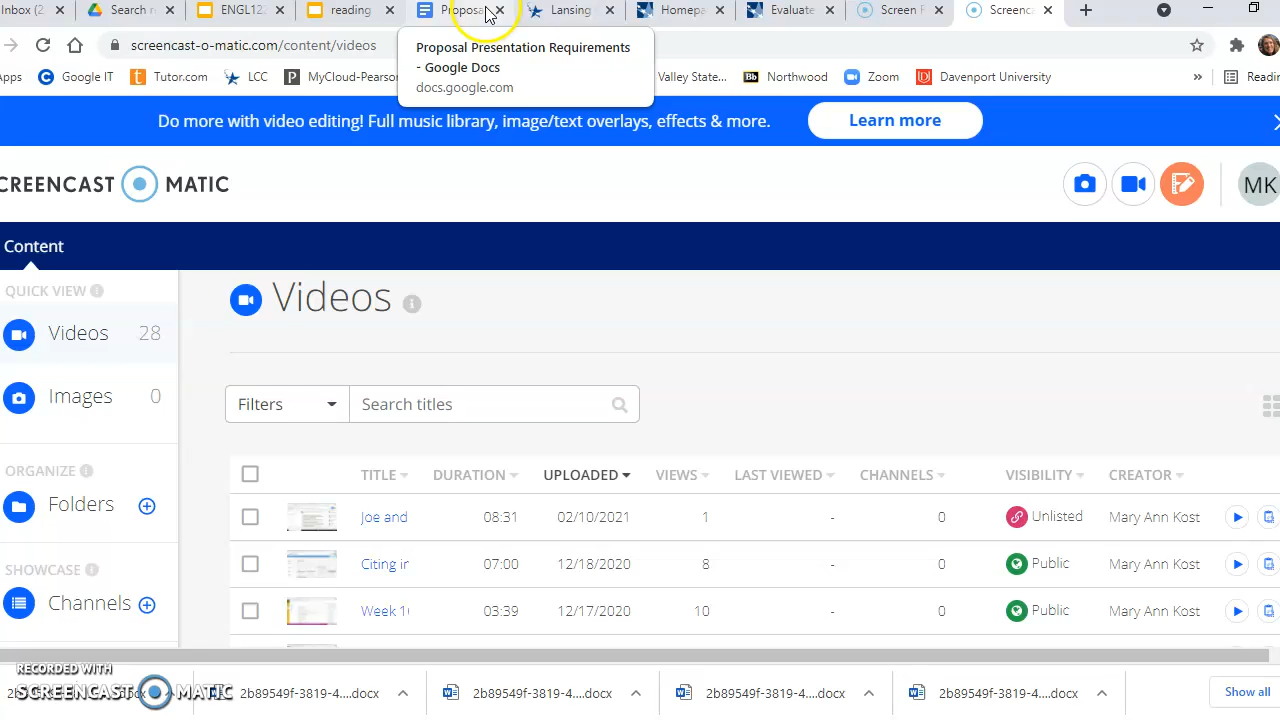 Inbox (2
Search r
ENGL12
reading
Proposa
Lansing
Homepa
Evaluate
Screen R
Screenc
screencast-o-matic.com/content/videos
Proposal Presentation Requirements
- Google Docs
docs.google.com
pps
Google IT
Tutor.com
LCC
MyCloud-Pearso
Valley State...
Bb
Northwood
Zoom
Davenport University
»
Readin
Do more with video editing! Full music library, image/text overlays, effects & more.
Learn more
CREENCAST MATIC
MK
Content
QUICK VIEW
Videos 28
Images 0
ORGANIZE
Folders
SHOWCASE
Channels
Videos
Filters
Search titles
TITLE DURATION UPLOADED VIEWS LAST VIEWED CHANNELS VISIBILITY CREATOR
Joe and 08:31 02/10/2021 1 - 0 Unlisted Mary Ann Kost
Citing ir 07:00 12/18/2020 8 - 0 Public Mary Ann Kost
Week 1( 03:39 12/17/2020 10 - 0 Public Mary Ann Kost
RECORDED WITH
SCREENCAST MATIC
2b89549f-3819-4....docx
2b89549f-3819-4....docx
2b89549f-3819-4....docx
2b89549f-3819-4....docx
Show all